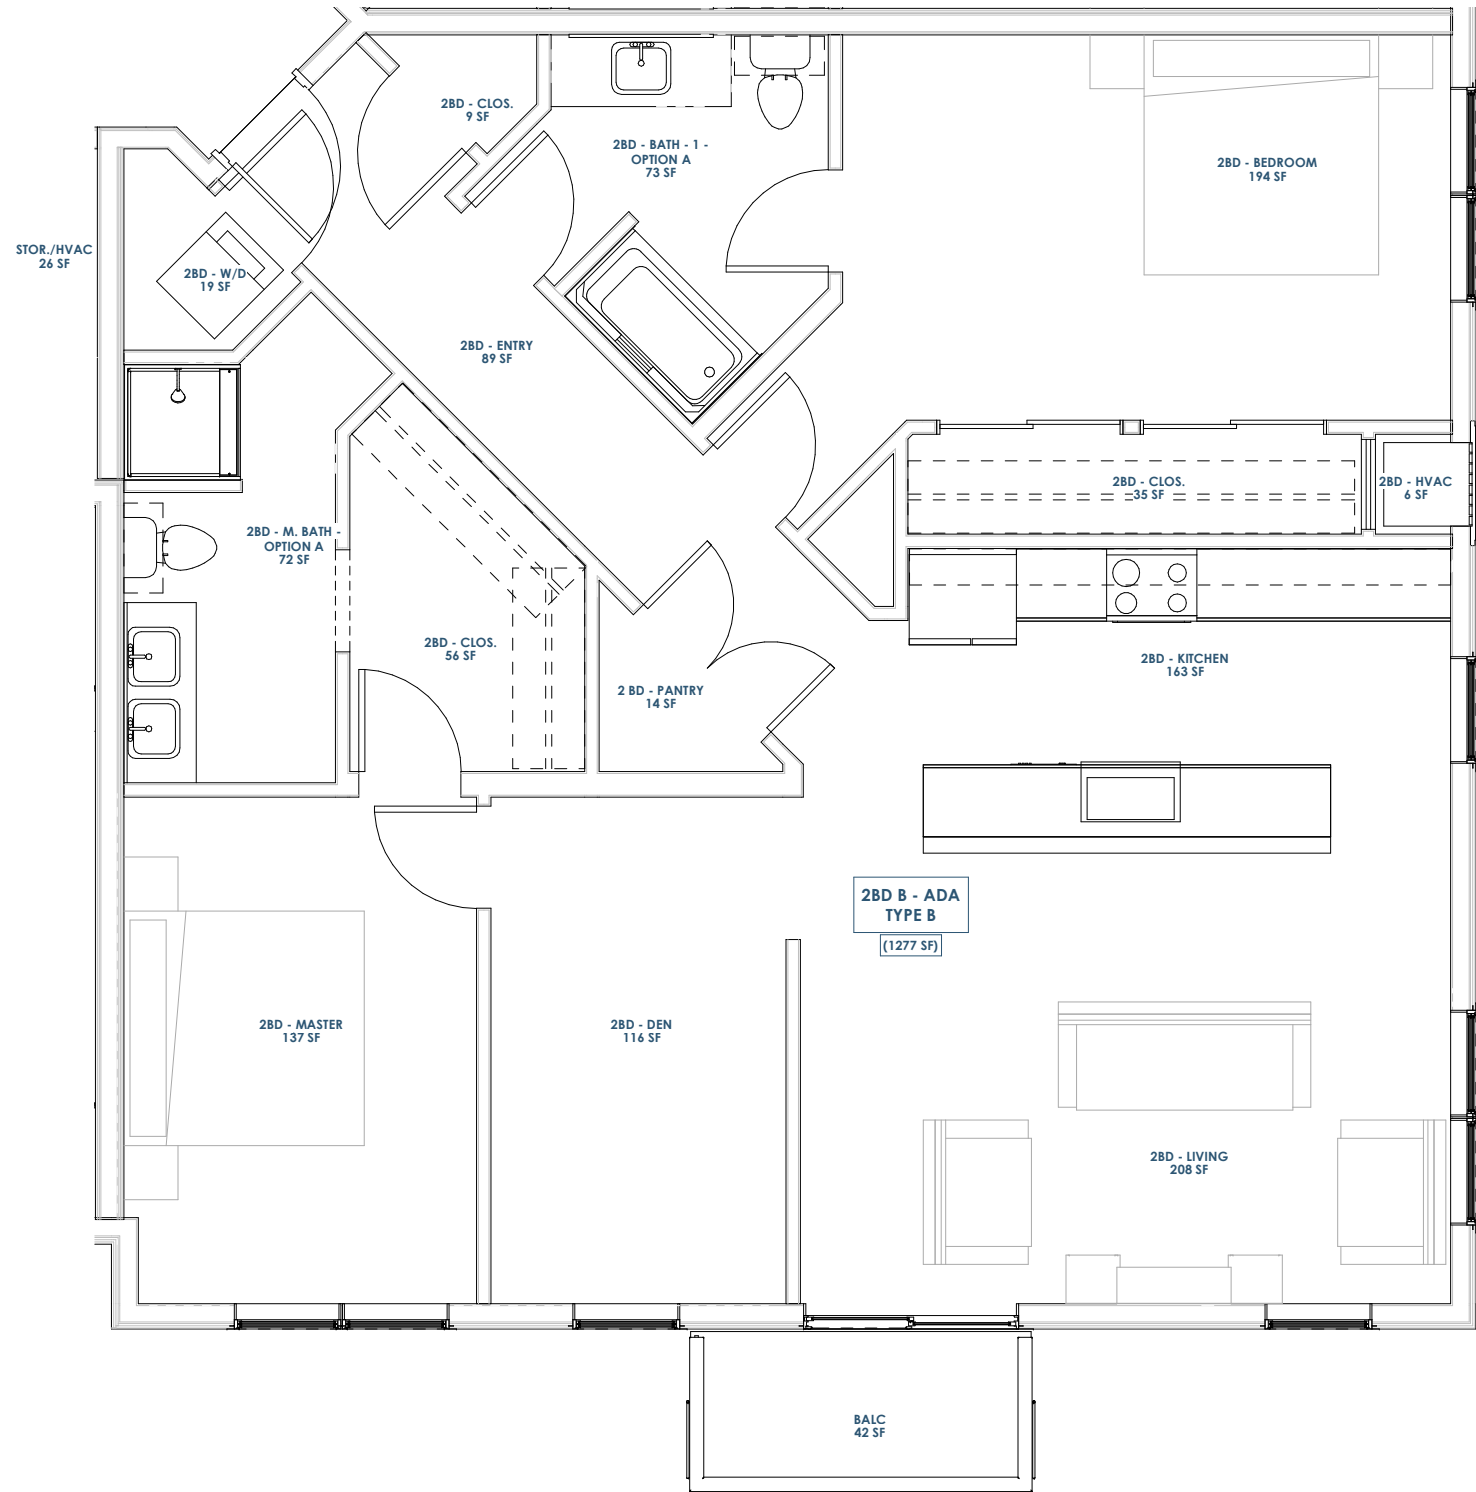 2BD - CLOS.
9 SF
2BD - BATH - 1 -
OPTION A
73 SF
2BD - BEDROOM
194 SF
STOR./HVAC
26 SF
2BD - W/D
19 SF
2BD - ENTRY
89 SF
2BD - CLOS.
35 SF
2BD - HVAC
6 SF
2BD - M. BATH -
OPTION A
72 SF
2BD - CLOS.
56 SF
2 BD - PANTRY
14 SF
2BD - KITCHEN
163 SF
2BD B - ADA
TYPE B
(1277 SF)
2BD - MASTER
137 SF
2BD - DEN
116 SF
2BD - LIVING
208 SF
BALC
42 SF